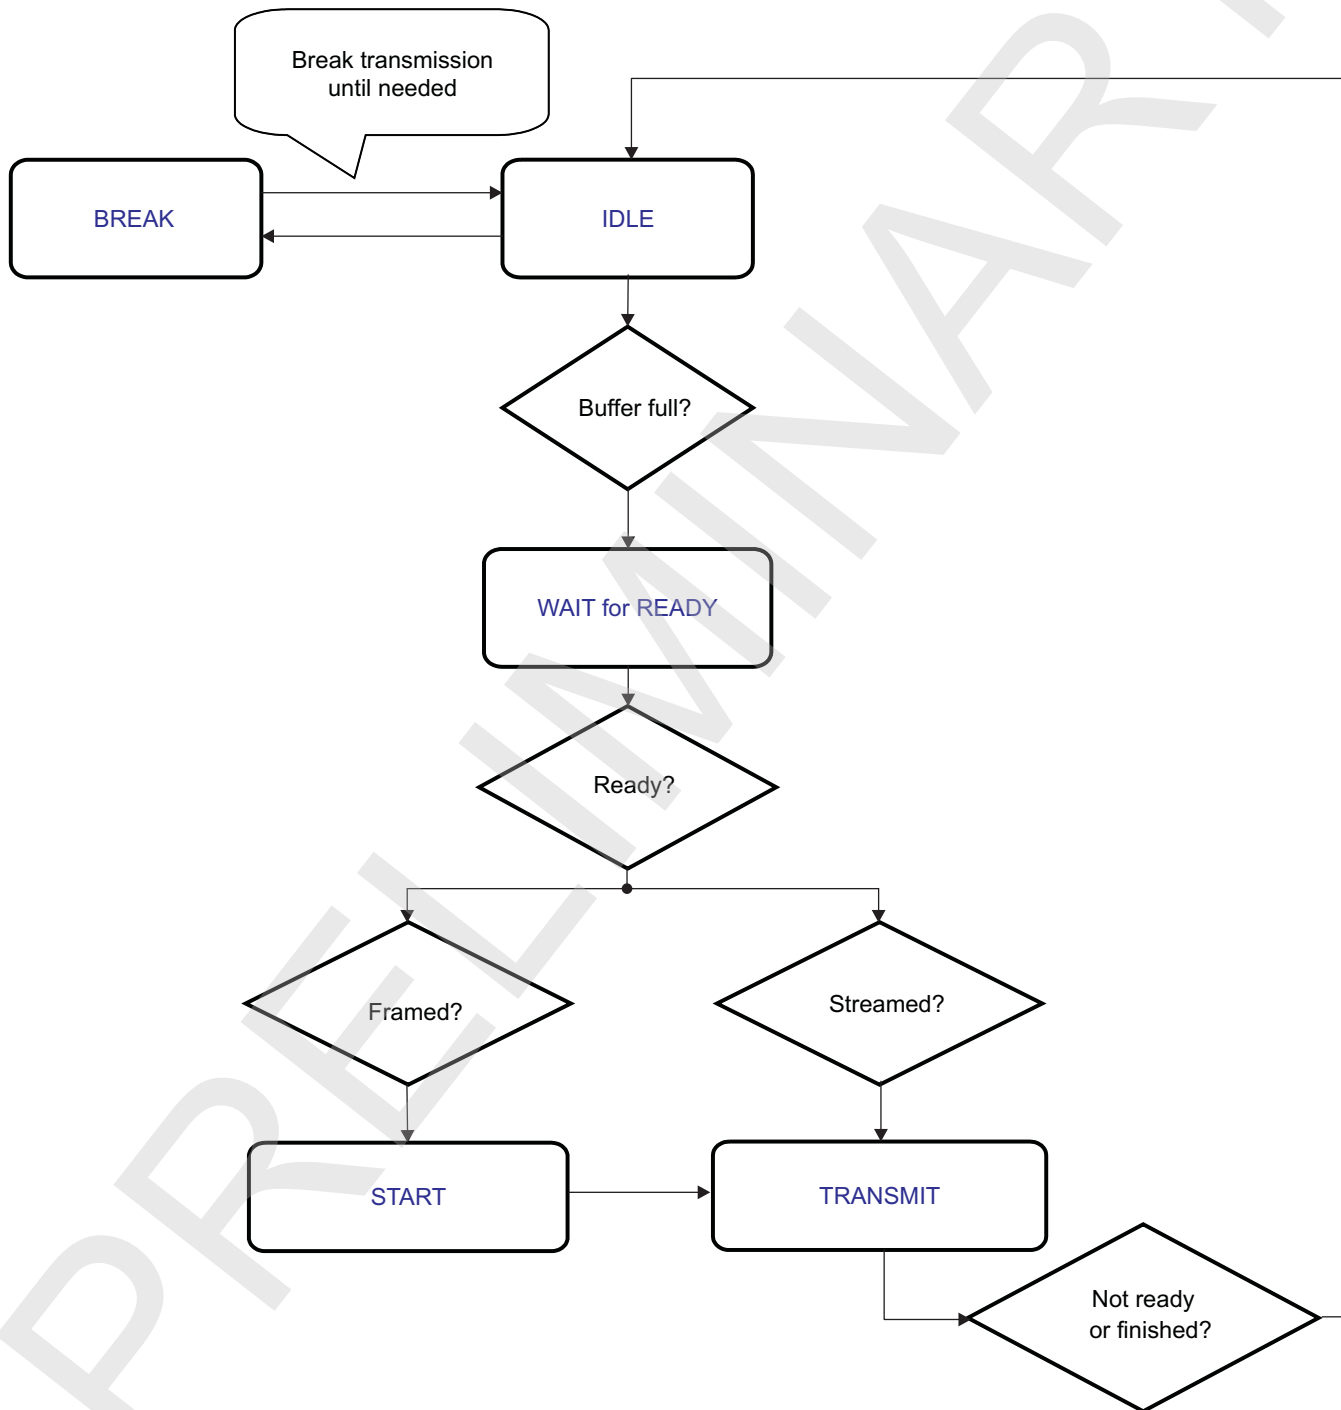 Break transmission
until needed
BREAK
IDLE
Buffer full?
WAIT for READY
Ready?
Framed?
Streamed?
START
TRANSMIT
Not ready
or finished?
PRELIMINARY